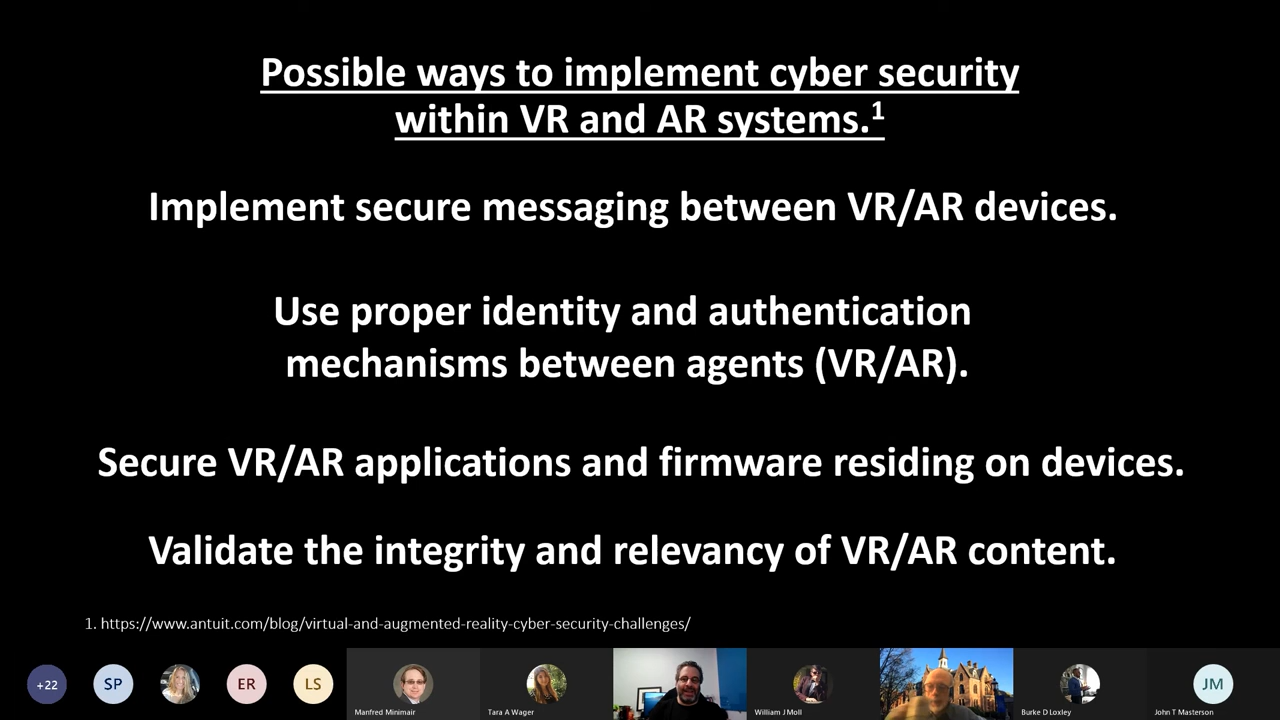 Possible ways to implement cyber security
within VR and AR systems.¹
Implement secure messaging between VR/AR devices.
Use proper identity and authentication
mechanisms between agents (VR/AR).
Secure VR/AR applications and firmware residing on devices.
Validate the integrity and relevancy of VR/AR content.
1. https://www.antuit.com/blog/virtual-and-augmented-reality-cyber-security-challenges/
+22
SP
ER
LS
JM
Manfred Minimair
Tara A Wager
William J Moll
Burke D Loxley
John T Masterson